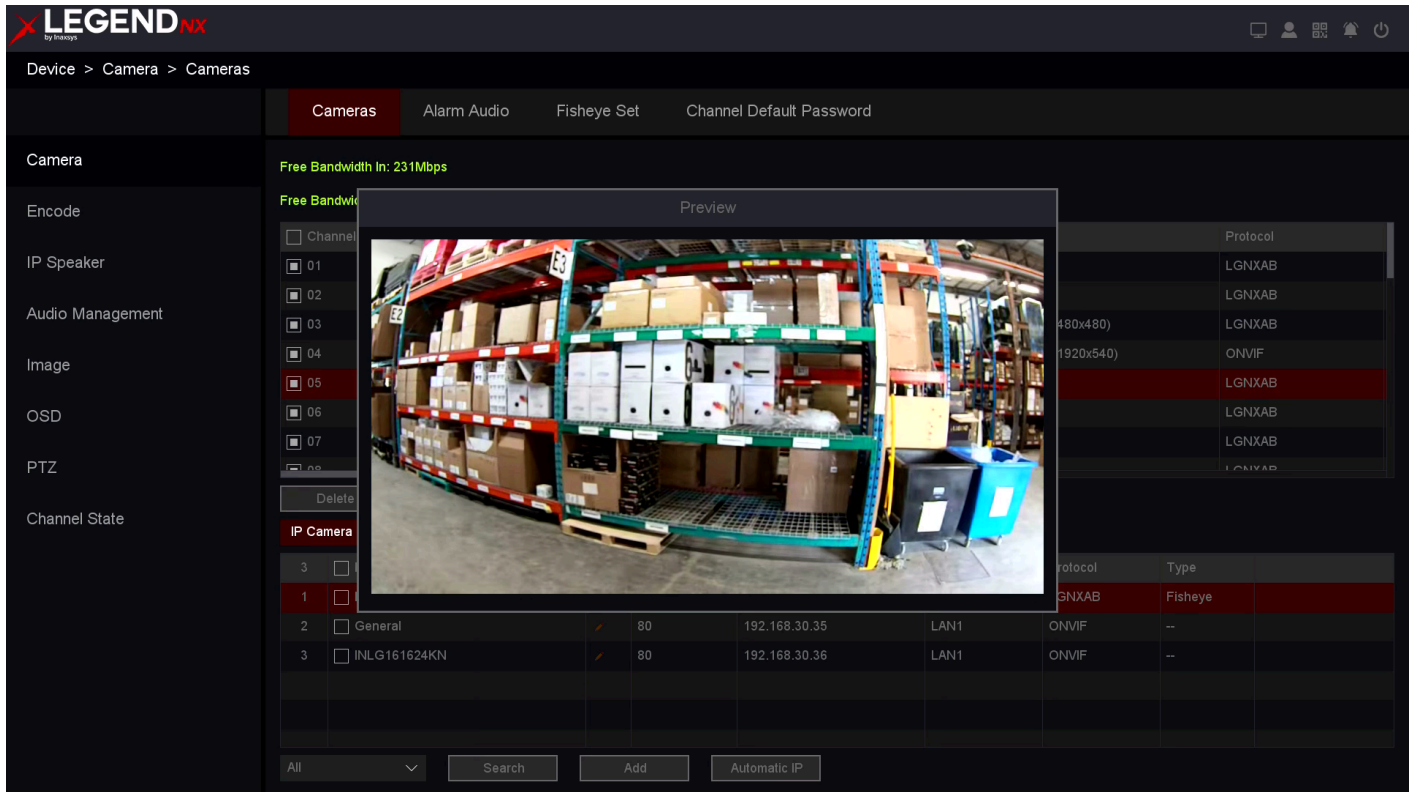 LEGENDNX
by Inaxsys
Device > Camera > Cameras
Cameras Alarm Audio Fisheye Set Channel Default Password
Camera
Encode
IP Speaker
Audio Management
Image
OSD
PTZ
Channel State
Free Bandwidth In: 231Mbps
Free
Preview
Channel Protocol
01 LGNXAB
02 LGNXAB
03 480x480) LGNXAB
04 1920x540) ONVIF
05 LGNXAB
06 LGNXAB
07 LGNXAB
E3
E2
Delete
IP Camera
3 Type
1 Fisheye
2 General 80 192.168.30.35 LAN1 ONVIF --
3 INLG161624KN 80 192.168.30.36 LAN1 ONVIF --
All Search Add Automatic IP